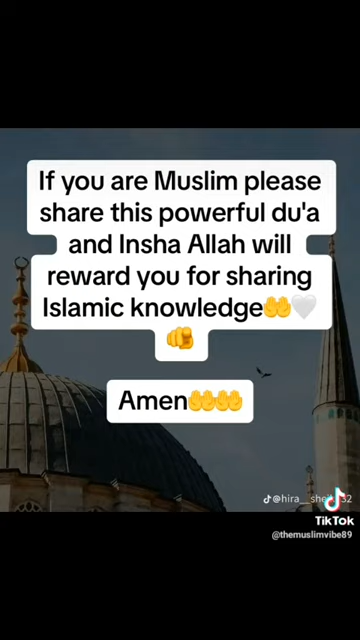 If you are Muslim please
share this powerful du'a
and Insha Allah will
reward you for sharing
Islamic knowledge🤲🤍
🫵
Amen🤲🤲
TikTok
@themuslimvibe89